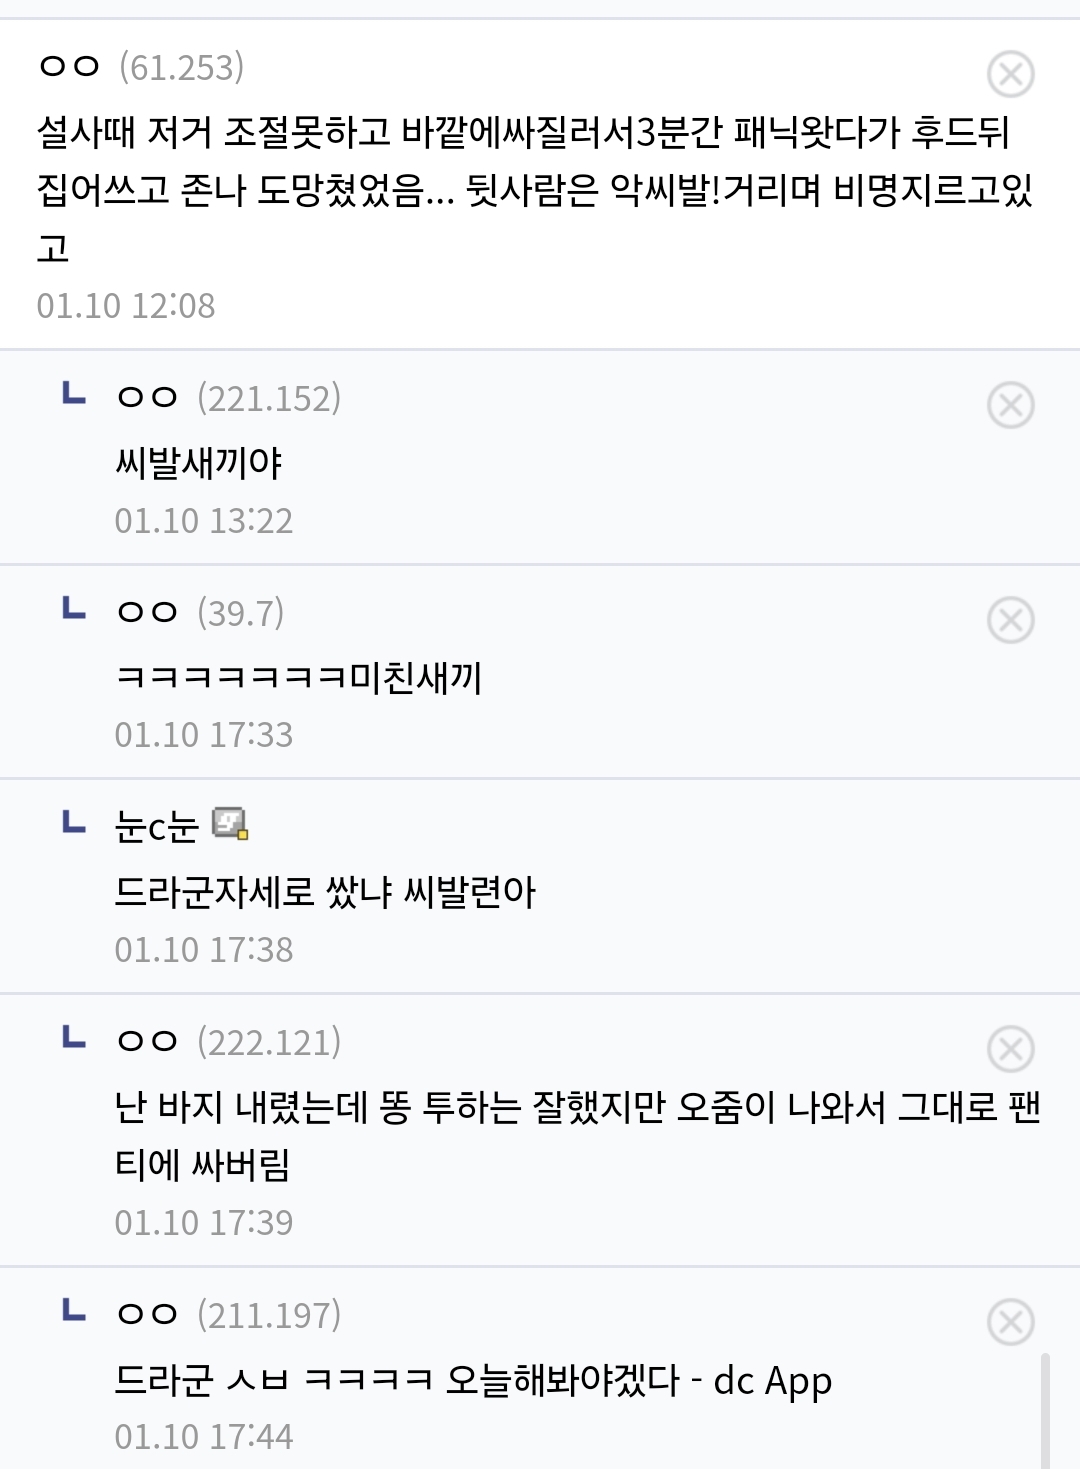 ㅇㅇ (61.253)
설사때 저거 조절못하고 바깥에싸질러서3분간 패닉왓다가 후드뒤
집어쓰고 존나 도망쳤었음... 뒷사람은 악씨발!거리며 비명지르고있
고
01.10 12:08
ㅇㅇ (221.152)
씨발새끼야
01.10 13:22
ㅇㅇ (39.7)
ㅋㅋㅋㅋㅋㅋㅋ미친새끼
01.10 17:33
눈c눈
드라군자세로 쌌냐 씨발련아
01.10 17:38
ㅇㅇ (222.121)
난 바지 내렸는데 똥 투하는 잘했지만 오줌이 나와서 그대로 팬
티에 싸버림
01.10 17:39
ㅇㅇ (211.197)
드라군 ㅅㅂ ㅋㅋㅋㅋ 오늘해봐야겠다 - dc App
01.10 17:44